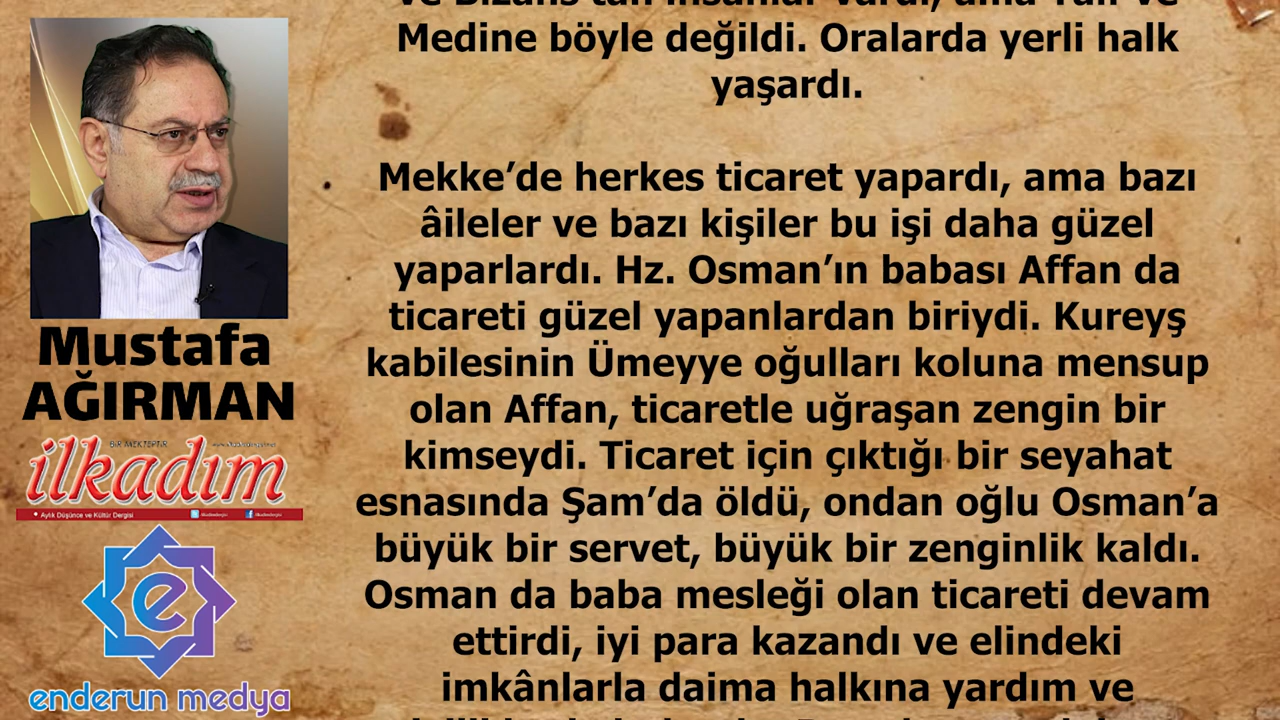 Medine böyle değildi. Oralarda yerli halk
yaşardı.
Mekke’de herkes ticaret yapardı, ama bazı
âileler ve bazı kişiler bu işi daha güzel
yaparlardı. Hz. Osman’ın babası Affan da
ticareti güzel yapanlardan biriydi. Kureyş
kabilesinin Ümeyye oğulları koluna mensup
olan Affan, ticaretle uğraşan zengin bir
kimseydi. Ticaret için çıktığı bir seyahat
esnasında Şam’da öldü, ondan oğlu Osman’a
büyük bir servet, büyük bir zenginlik kaldı.
Osman da baba mesleği olan ticareti devam
ettirdi, iyi para kazandı ve elindeki
imkânlarla daima halkına yardım ve
Mustafa
AĞIRMAN
BİR MEKTEPTİR
ilkadım
Aylık Düşünce ve Kültür Dergisi
e
enderun medya